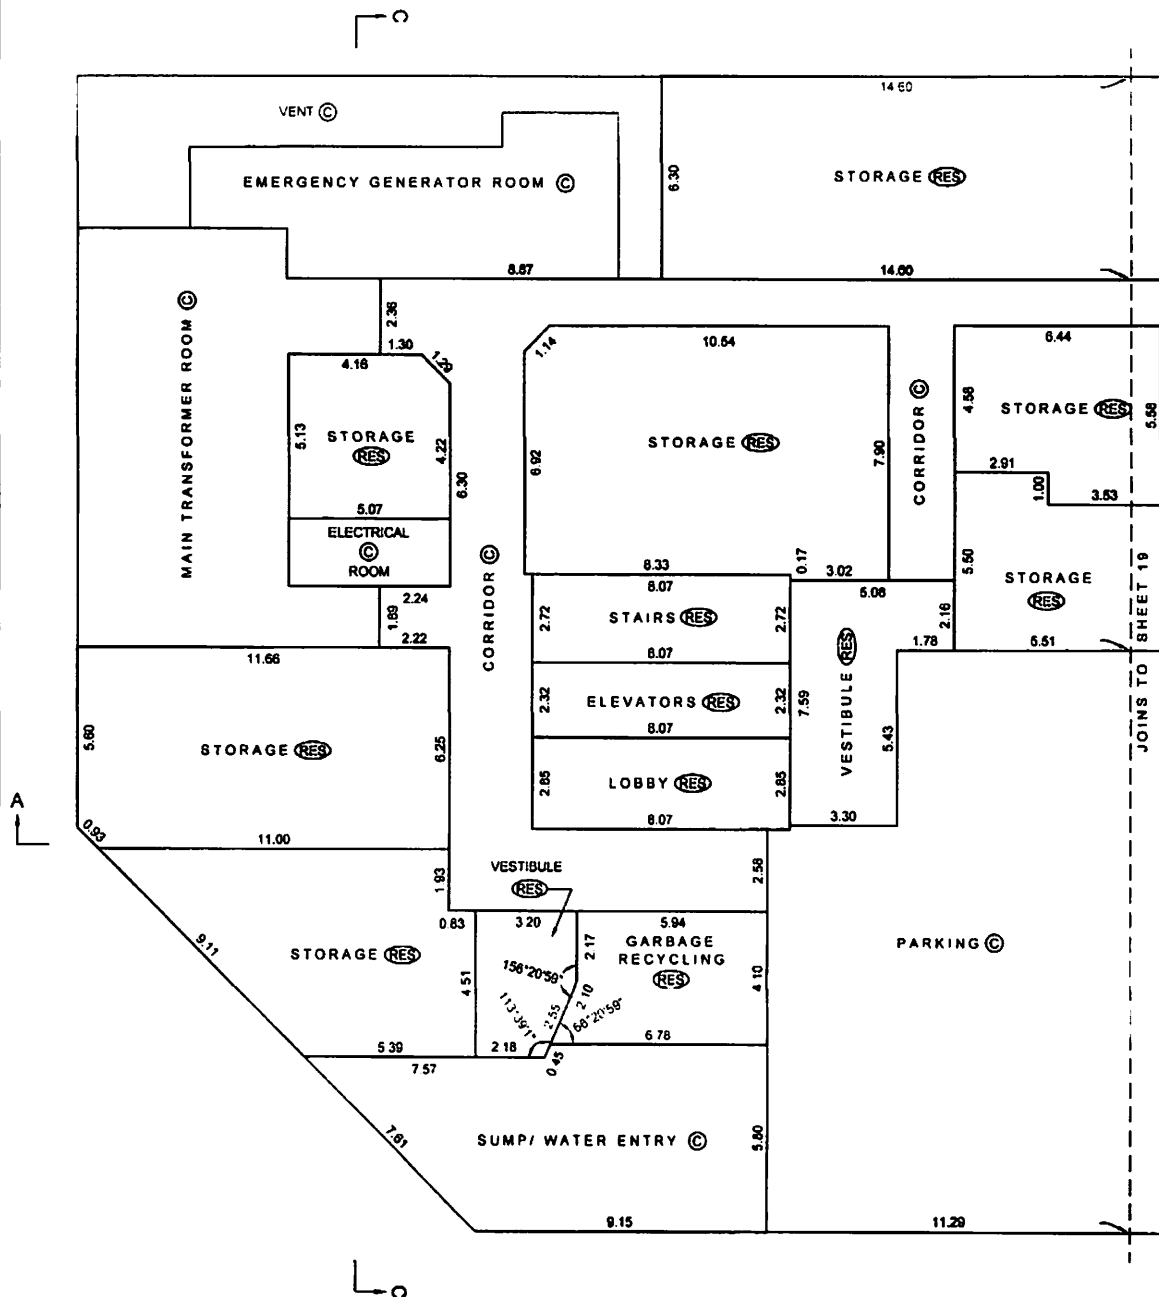 C
14.60
VENT C
STORAGE RES
6.30
EMERGENCY GENERATOR ROOM C
8.87
14.60
MAIN TRANSFORMER ROOM C
2.36
1.30
1.29
4.16
1.14
10.54
6.44
5.13
STORAGE
RES
4.22
6.30
6.92
STORAGE RES
7.90
CORRIDOR C
4.58
STORAGE RES
5.58
2.91
1.00
3.53
5.07
ELECTRICAL
C
ROOM
CORRIDOR C
8.33
0.17
3.02
5.50
STORAGE
RES
8.07
5.08
2.24
1.89
2.22
2.72
STAIRS RES
2.72
2.16
1.78
6.51
JOINS TO SHEET 19
11.66
8.07
5.60
STORAGE RES
6.25
2.32
ELEVATORS RES
2.32
7.59
VESTIBULE RES
5.43
8.07
2.85
LOBBY RES
2.85
A
0.93
11.00
8.07
3.30
1.93
VESTIBULE
RES
2.58
0.83
3.20
5.94
9.11
STORAGE RES
4.51
2.17
GARBAGE
RECYCLING
RES
4.10
PARKING C
156°20'59"
2.10
113°39'1"
2.55
66°20'59"
5.39
2.18
6.78
7.57
0.45
7.61
SUMP/ WATER ENTRY C
5.80
9.15
11.29
C